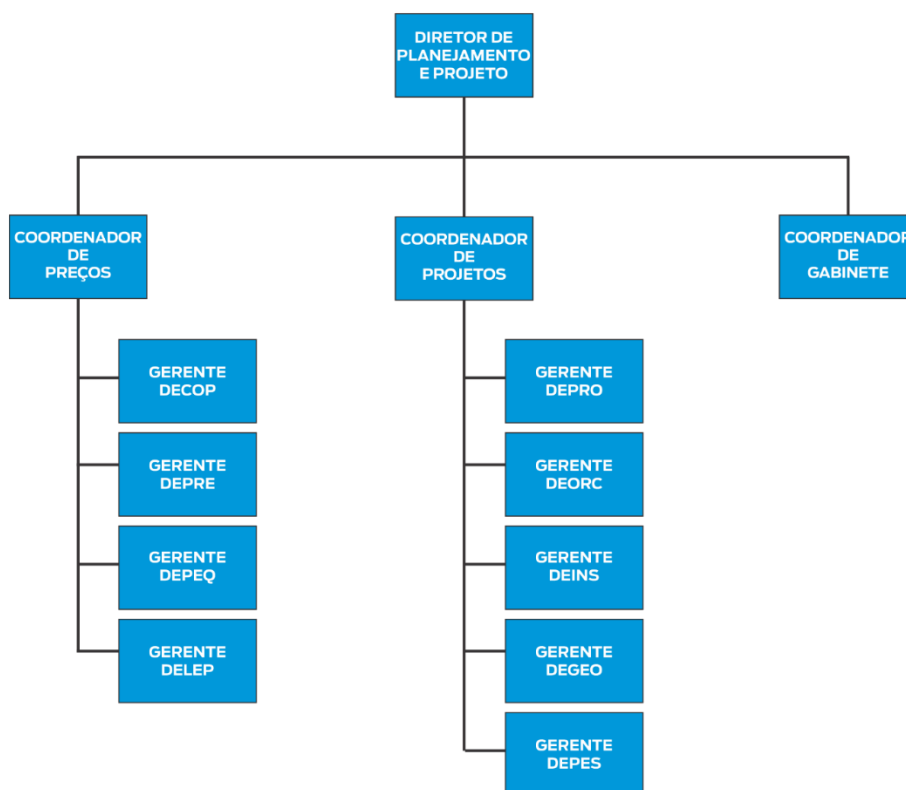 DIRETOR DE
PLANEJAMENTO
E PROJETO
COORDENADOR
DE
PREÇOS
COORDENADOR
DE
PROJETOS
COORDENADOR
DE
GABINETE
GERENTE
DECOP
GERENTE
DEPRE
GERENTE
DEPEQ
GERENTE
DELEP
GERENTE
DEPRO
GERENTE
DEORC
GERENTE
DEINS
GERENTE
DEGEO
GERENTE
DEPES